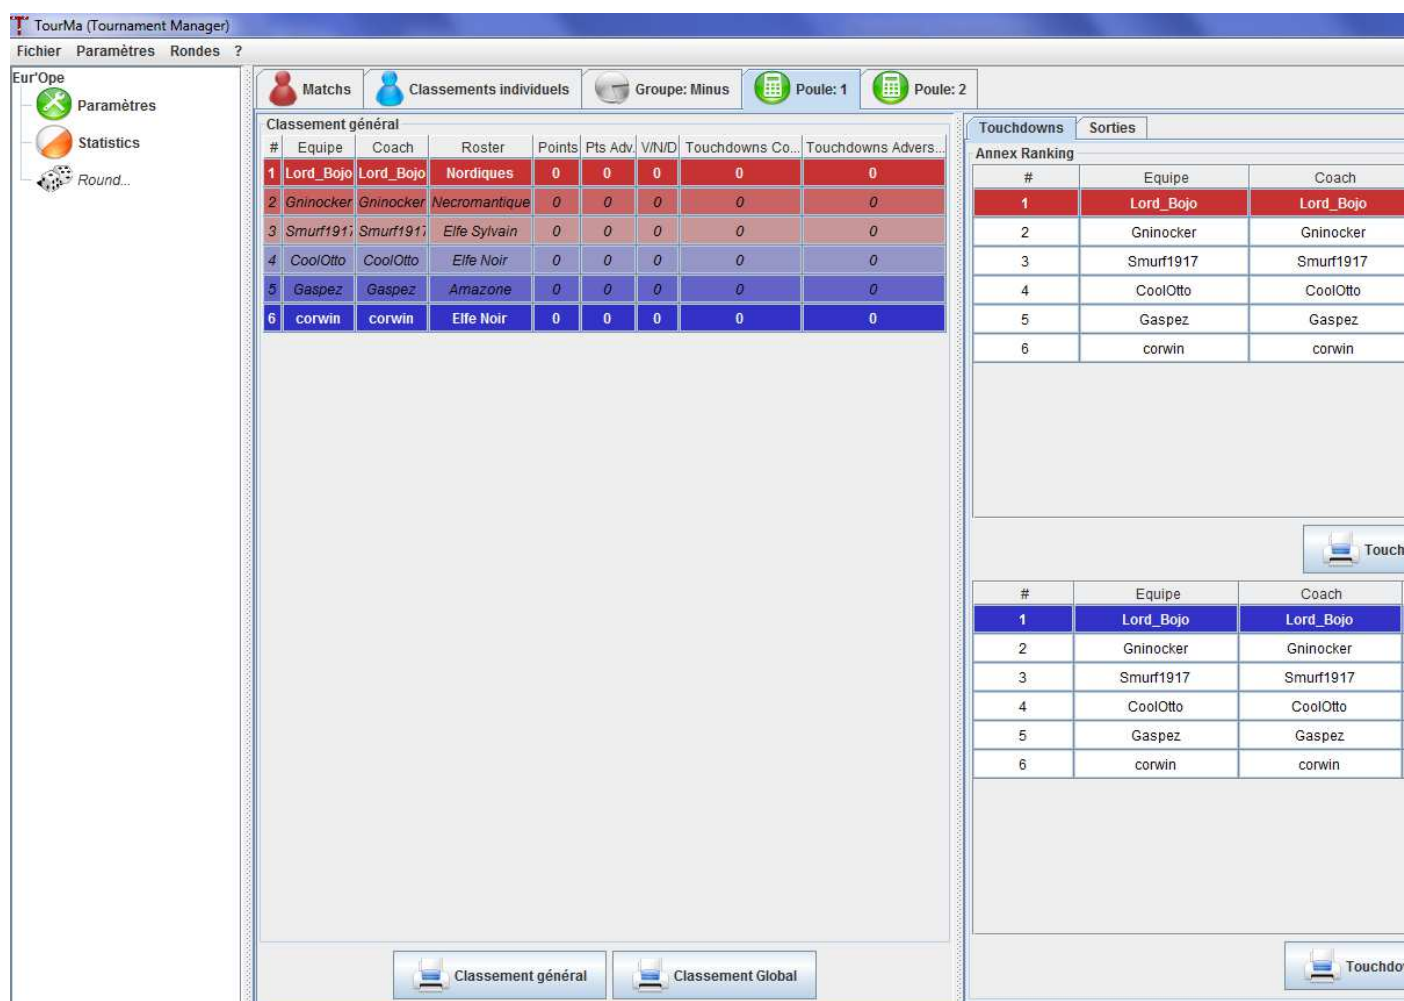 TourMa (Tournament Manager)
Fichier Paramètres Rondes ?
Eur'Ope
Paramètres
Statistics
Round...
Matchs Classements individuels Groupe: Minus Poule: 1 Poule: 2
Classement général
# Equipe Coach Roster Points Pts Adv. V/N/D Touchdowns Co... Touchdowns Advers...
1 Lord_Bojo Lord_Bojo Nordiques 0 0 0 0 0
2 Gninocker Gninocker Necromantique 0 0 0 0 0
3 Smurf1917 Smurf1917 Elfe Sylvain 0 0 0 0 0
4 CoolOtto CoolOtto Elfe Noir 0 0 0 0 0
5 Gaspez Gaspez Amazone 0 0 0 0 0
6 corwin corwin Elfe Noir 0 0 0 0 0
Classement général Classement Global
Touchdowns Sorties
Annex Ranking
# Equipe Coach
1 Lord_Bojo Lord_Bojo
2 Gninocker Gninocker
3 Smurf1917 Smurf1917
4 CoolOtto CoolOtto
5 Gaspez Gaspez
6 corwin corwin
Touch
# Equipe Coach
1 Lord_Bojo Lord_Bojo
2 Gninocker Gninocker
3 Smurf1917 Smurf1917
4 CoolOtto CoolOtto
5 Gaspez Gaspez
6 corwin corwin
Touchdo